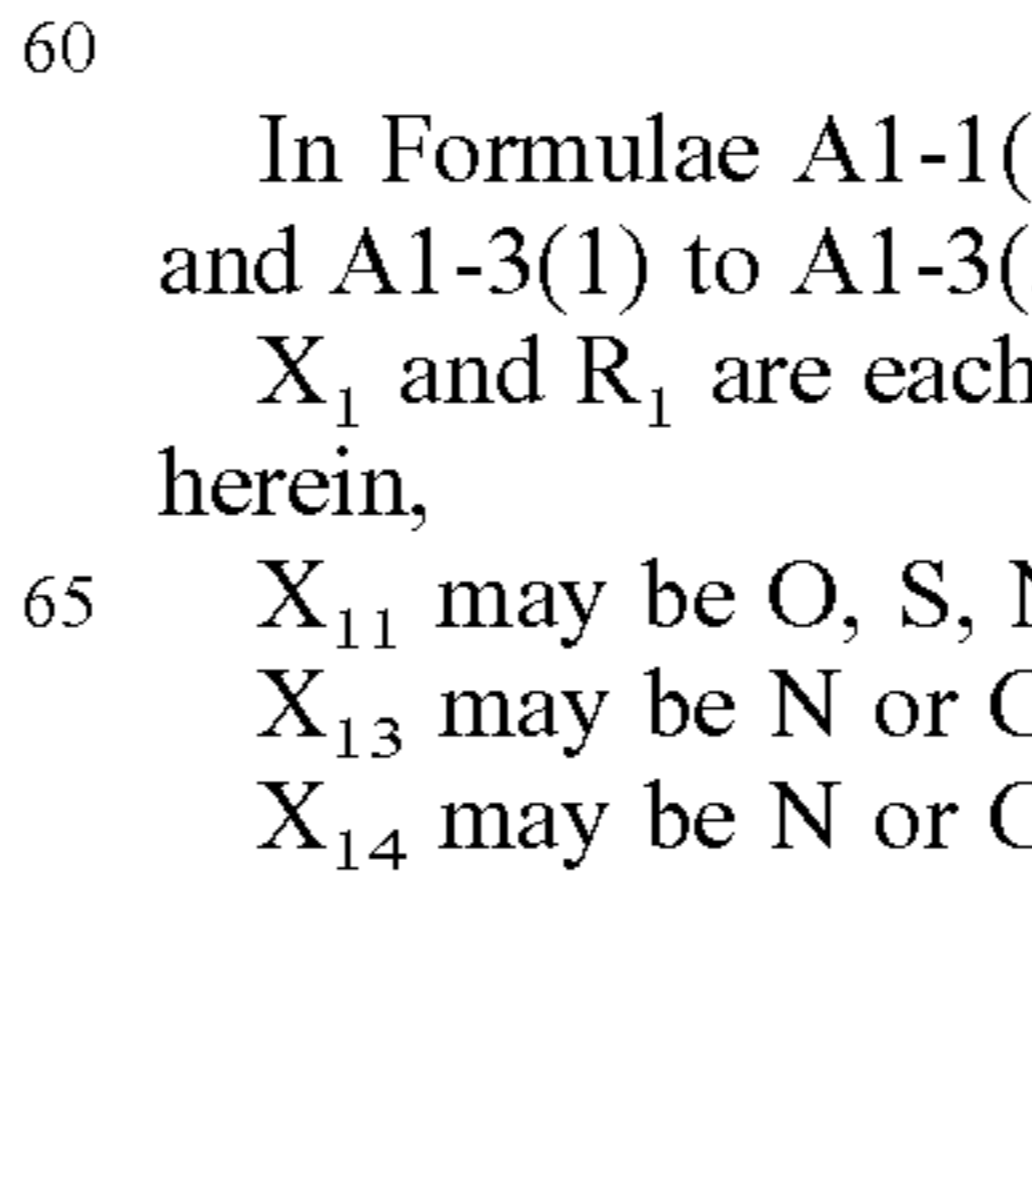 60
In Formulae A1-1(
and A1-3(1) to A1-3(
X₁ and R₁ are each
herein,
65 X₁₁ may be O, S,
X₁₃ may be N or
X₁₄ may be N or